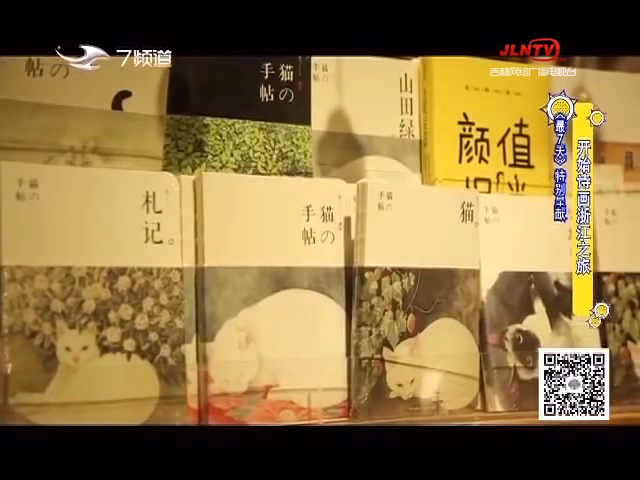 7频道
JLNTV
吉林网络广播电视台
最7天》特别奉献
开始诗画浙江之旅
帖の
猫の
手帖
猫の
手帖
山田绿
颜值
猫の
手帖
札记。
猫の
手帖
猫の
手帖
猫。
猫の
手帖